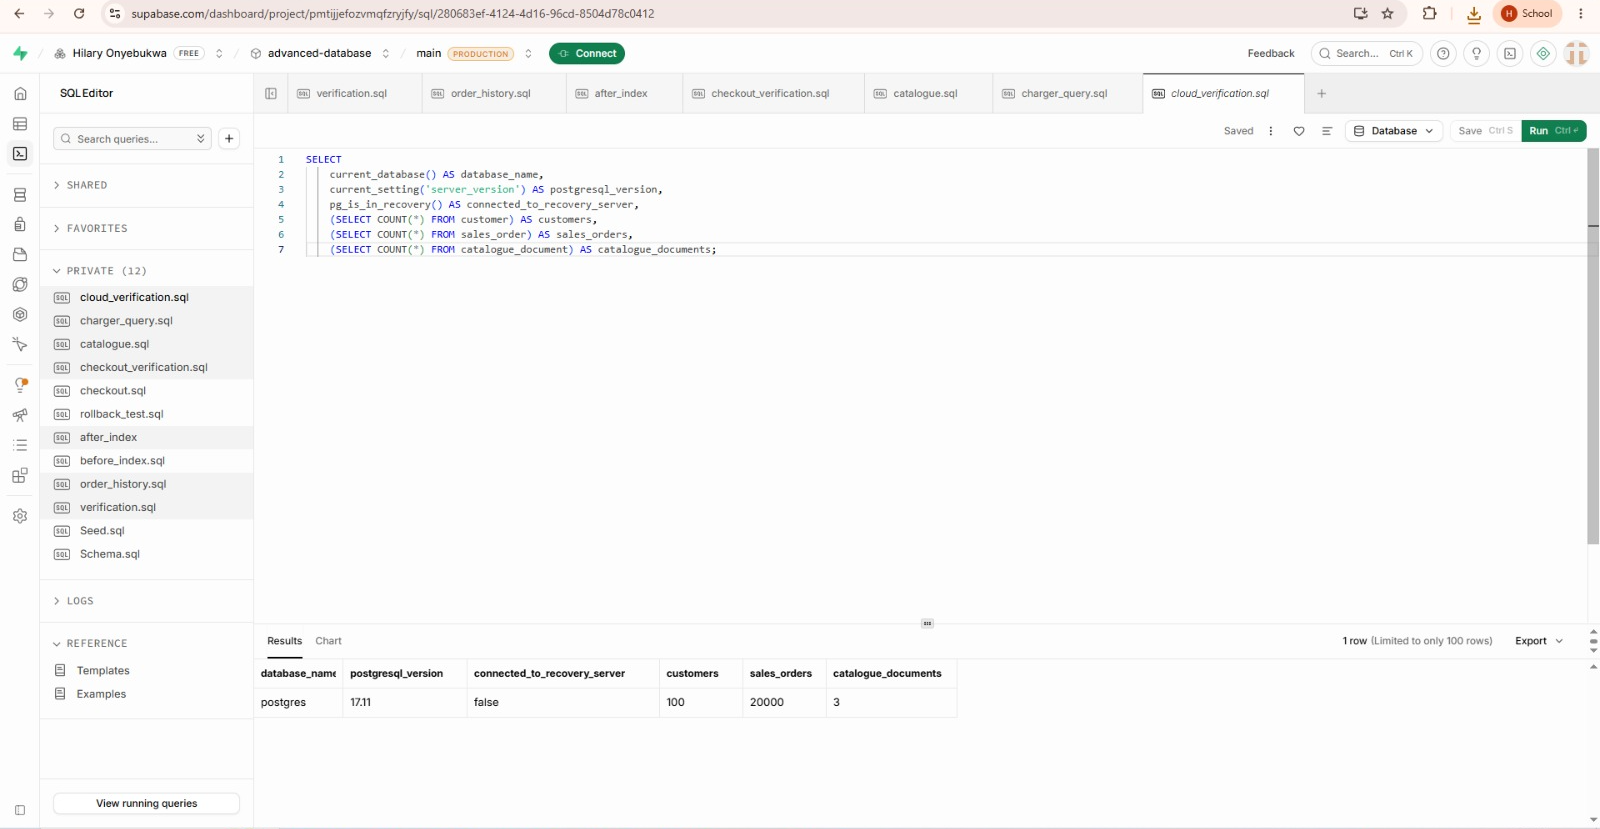 supabase.com/dashboard/project/pmtijjefozvmqfzryjfy/sql/280683ef-4124-4d16-96cd-8504d78c0412
H School
Hilary Onyebukwa FREE advanced-database main PRODUCTION Connect
Feedback Search... Ctrl K
SQL Editor
verification.sql order_history.sql after_index checkout_verification.sql catalogue.sql charger_query.sql cloud_verification.sql
Search queries...
Saved Database Save Ctrl S Run Ctrl
SHARED
FAVORITES
PRIVATE (12)
cloud_verification.sql
charger_query.sql
catalogue.sql
checkout_verification.sql
checkout.sql
rollback_test.sql
after_index
before_index.sql
order_history.sql
verification.sql
Seed.sql
Schema.sql
LOGS
REFERENCE
Templates
Examples
View running queries
1 SELECT
2 current_database() AS database_name,
3 current_setting('server_version') AS postgresql_version,
4 pg_is_in_recovery() AS connected_to_recovery_server,
5 (SELECT COUNT(*) FROM customer) AS customers,
6 (SELECT COUNT(*) FROM sales_order) AS sales_orders,
7 (SELECT COUNT(*) FROM catalogue_document) AS catalogue_documents;
Results Chart 1 row (Limited to only 100 rows) Export
database_name postgresql_version connected_to_recovery_server customers sales_orders catalogue_documents
postgres 17.11 false 100 20000 3